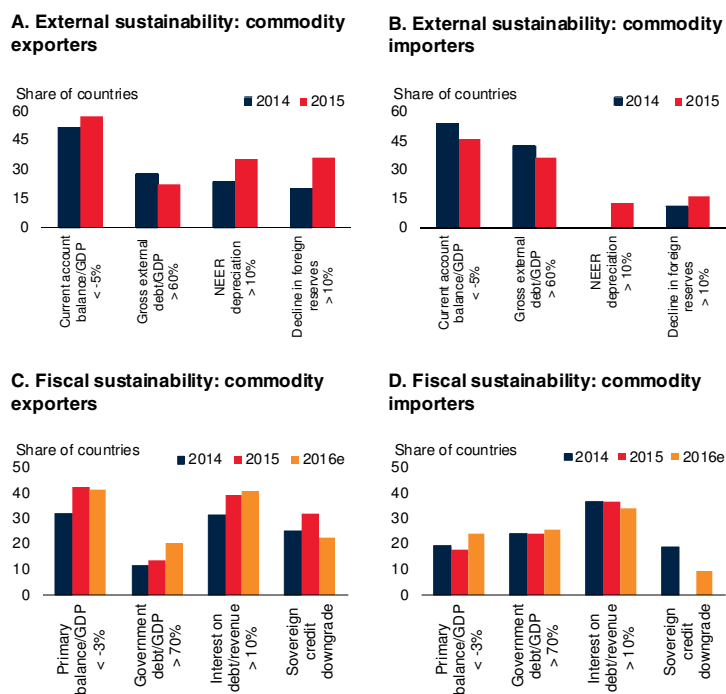 A. External sustainability: commodity
exporters
Share of countries
2014 2015
60
45
30
15
0
Current account
balance/GDP
< -5%
Gross external
debt/GDP
> 60%
NEER
depreciation
> 10%
Decline in foreign
reserves
> 10%
B. External sustainability: commodity
importers
Share of countries
2014 2015
60
45
30
15
0
Current account
balance/GDP
< -5%
Gross external
debt/GDP
> 60%
NEER
depreciation
> 10%
Decline in foreign
reserves
> 10%
C. Fiscal sustainability: commodity
exporters
Share of countries
2014 2015 2016e
50
40
30
20
10
0
Primary
balance/GDP
< -3%
Government
debt/GDP
> 70%
Interest on
debt/revenue
> 10%
Sovereign
credit
downgrade
D. Fiscal sustainability: commodity
importers
Share of countries
2014 2015 2016e
50
40
30
20
10
0
Primary
balance/GDP
< -3%
Government
debt/GDP
> 70%
Interest on
debt/revenue
> 10%
Sovereign
credit
downgrade